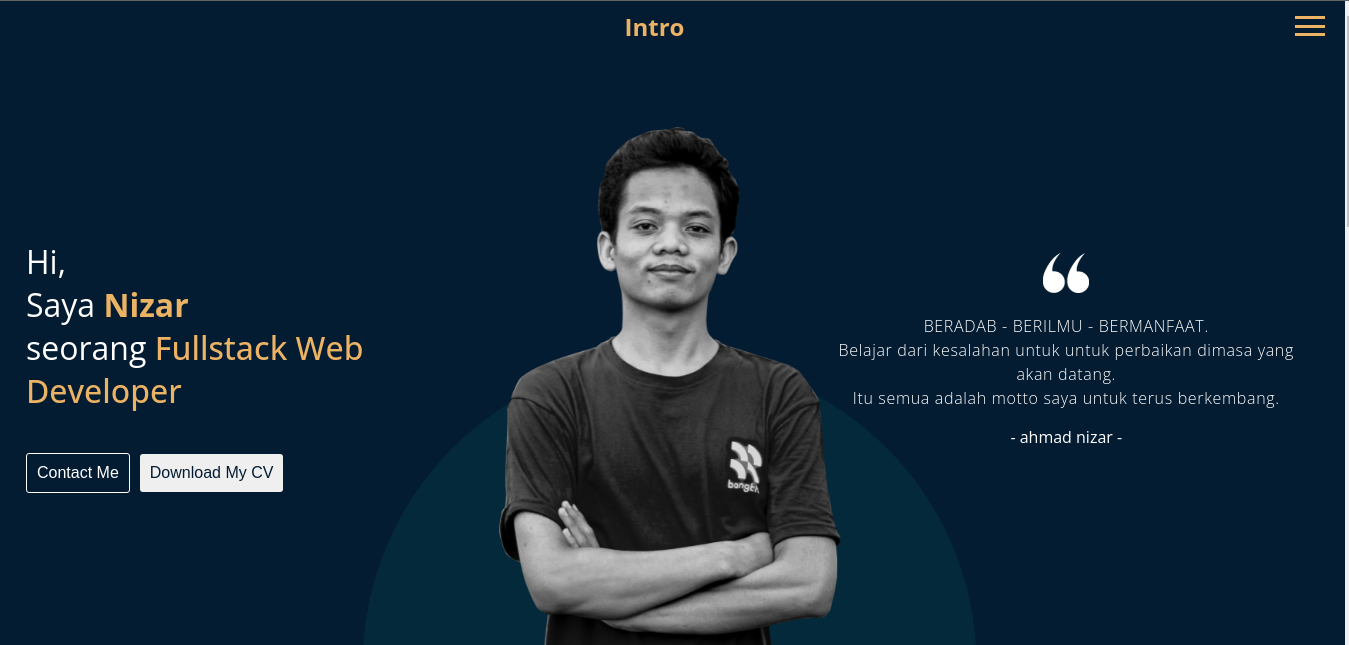 Intro
Hi,
Saya Nizar
seorang Fullstack Web
Developer
Contact Me
Download My CV
BERADAB - BERILMU - BERMANFAAT.
Belajar dari kesalahan untuk untuk perbaikan dimasa yang
akan datang.
Itu semua adalah motto saya untuk terus berkembang.
- ahmad nizar -